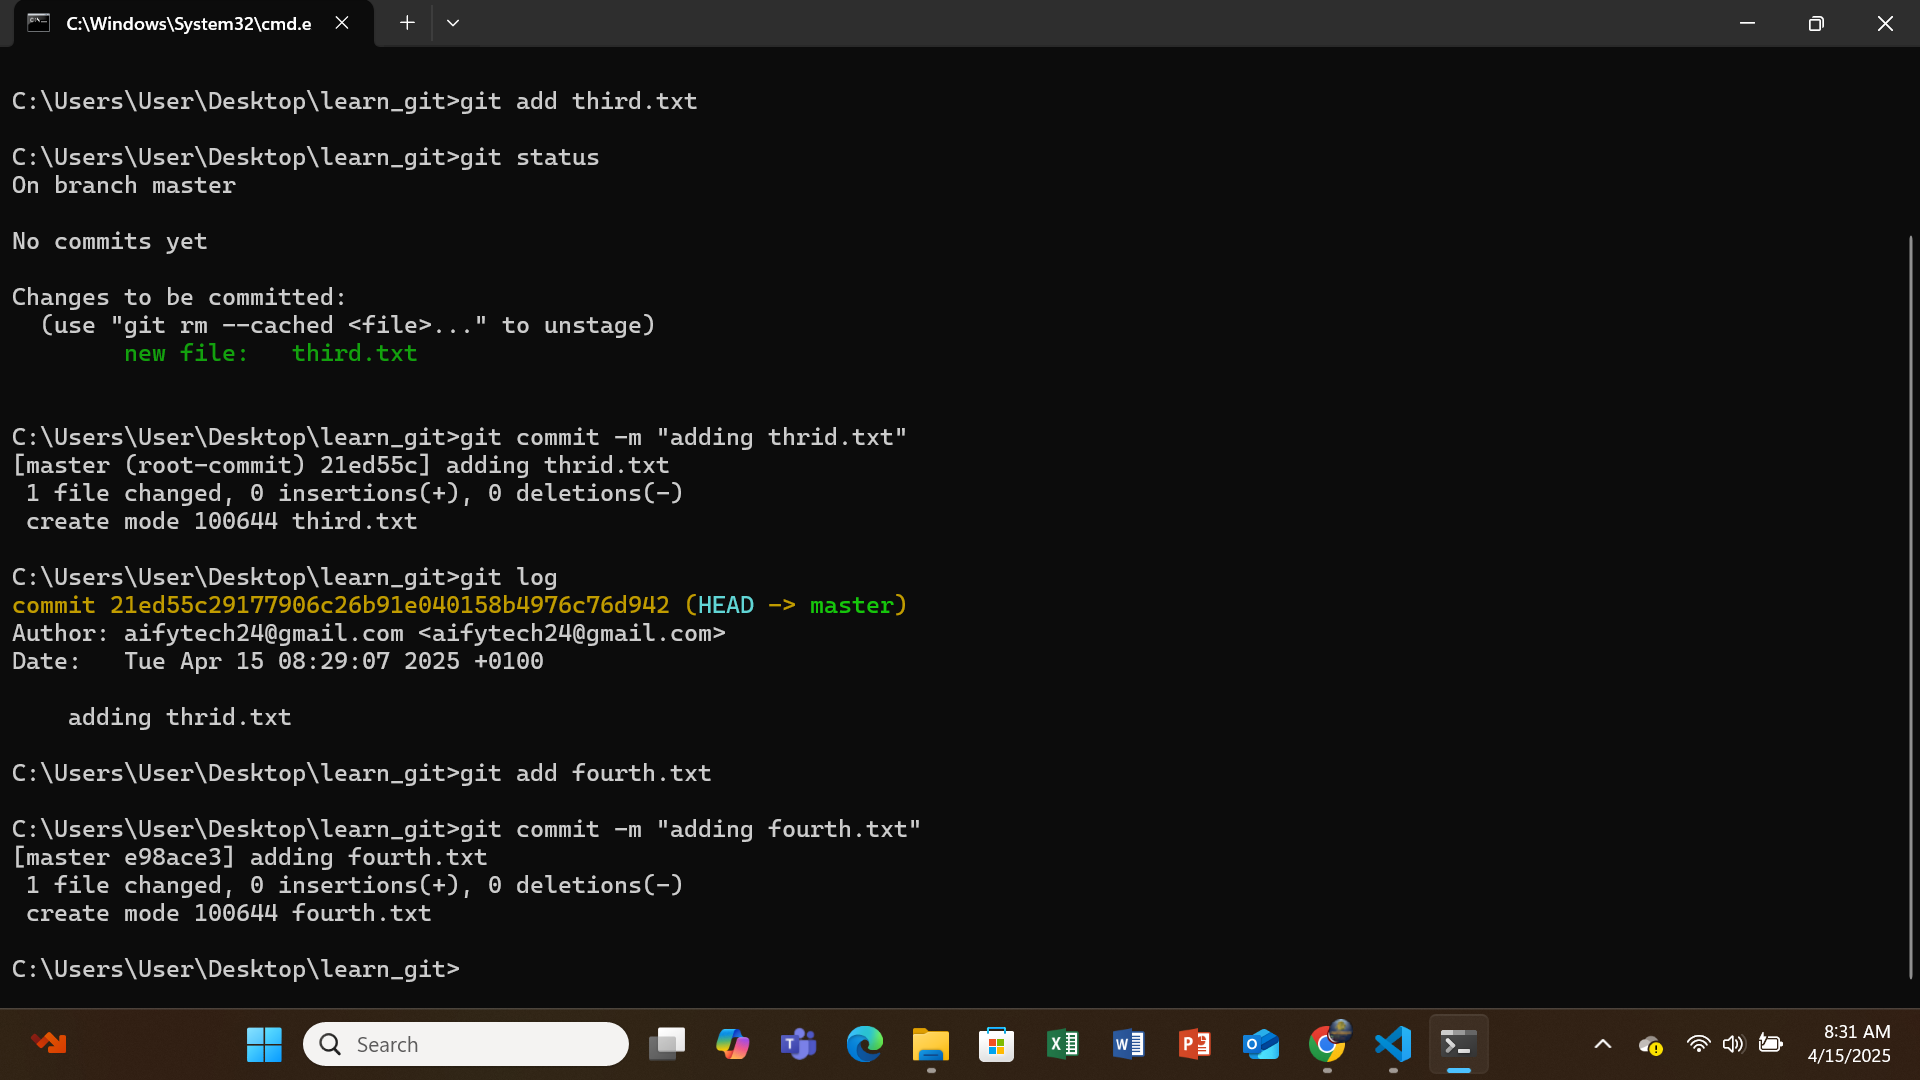 C:\Windows\System32\cmd.e
C:\Users\User\Desktop\learn_git>git add third.txt
C:\Users\User\Desktop\learn_git>git status
On branch master
No commits yet
Changes to be committed:
  (use "git rm --cached <file>..." to unstage)
        new file:   third.txt
C:\Users\User\Desktop\learn_git>git commit -m "adding thrid.txt"
[master (root-commit) 21ed55c] adding thrid.txt
 1 file changed, 0 insertions(+), 0 deletions(-)
 create mode 100644 third.txt
C:\Users\User\Desktop\learn_git>git log
commit 21ed55c29177906c26b91e040158b4976c76d942 (HEAD -> master)
Author: aifytech24@gmail.com <aifytech24@gmail.com>
Date:   Tue Apr 15 08:29:07 2025 +0100
    adding thrid.txt
C:\Users\User\Desktop\learn_git>git add fourth.txt
C:\Users\User\Desktop\learn_git>git commit -m "adding fourth.txt"
[master e98ace3] adding fourth.txt
 1 file changed, 0 insertions(+), 0 deletions(-)
 create mode 100644 fourth.txt
C:\Users\User\Desktop\learn_git>
Search
8:31 AM
4/15/2025